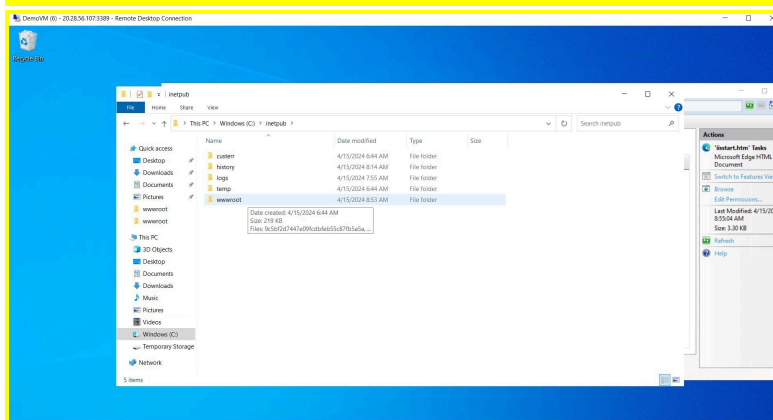 DemoVM (6) - 20.28.56.107:3389 - Remote Desktop Connection
Recycle Bin
inetpub
File Home Share View
This PC > Windows (C:) > inetpub >
Search inetpub
Name Date modified Type Size
Quick access
Desktop
Downloads
Documents
Pictures
wwwroot
wwwroot
This PC
3D Objects
Desktop
Documents
Downloads
Music
Pictures
Videos
Windows (C:)
Temporary Storage
Network
custerr 4/15/2024 6:44 AM File folder
history 4/15/2024 8:14 AM File folder
logs 4/15/2024 7:55 AM File folder
temp 4/15/2024 6:44 AM File folder
wwwroot 4/15/2024 8:53 AM File folder
Date created: 4/15/2024 6:44 AM
Size: 219 KB
5 items
Actions
'iisstart.htm' Tasks
Microsoft Edge HTML
Document
Switch to Features Vie
Browse
Edit Permissions...
Last Modified: 4/15/20
8:55:04 AM
Size: 3.30 KB
Refresh
Help